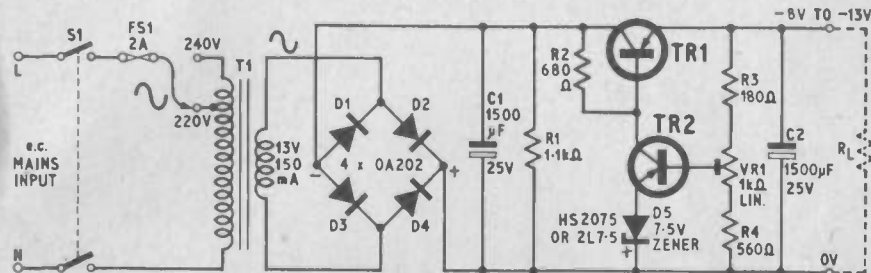 S1
FS1
2A
240V
T1
L
220V
a.c.
MAINS
INPUT
N
13V
150
mA
D1
D2
4 x OA202
D3
D4
-
+
C1
1500
µF
25V
R1
1·1kΩ
R2
680
Ω
TR1
TR2
HS2075
OR 2L7·5
D5
7·5V
ZENER
+
-8V TO -13V
R3
180Ω
VR1
1kΩ
LIN.
R4
560Ω
C2
1500µF
25V
RL
0V